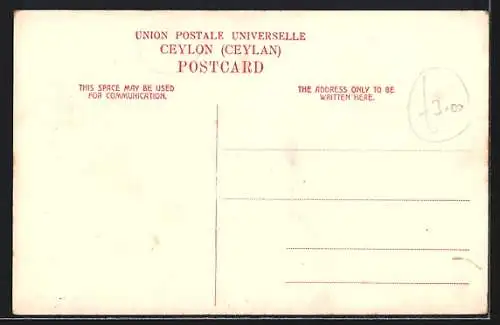 UNION POSTALE UNIVERSELLE
CEYLON (CEYLAN)
POSTCARD
THIS SPACE MAY BE USED
FOR COMMUNICATION.
THE ADDRESS ONLY TO BE
WRITTEN HERE.